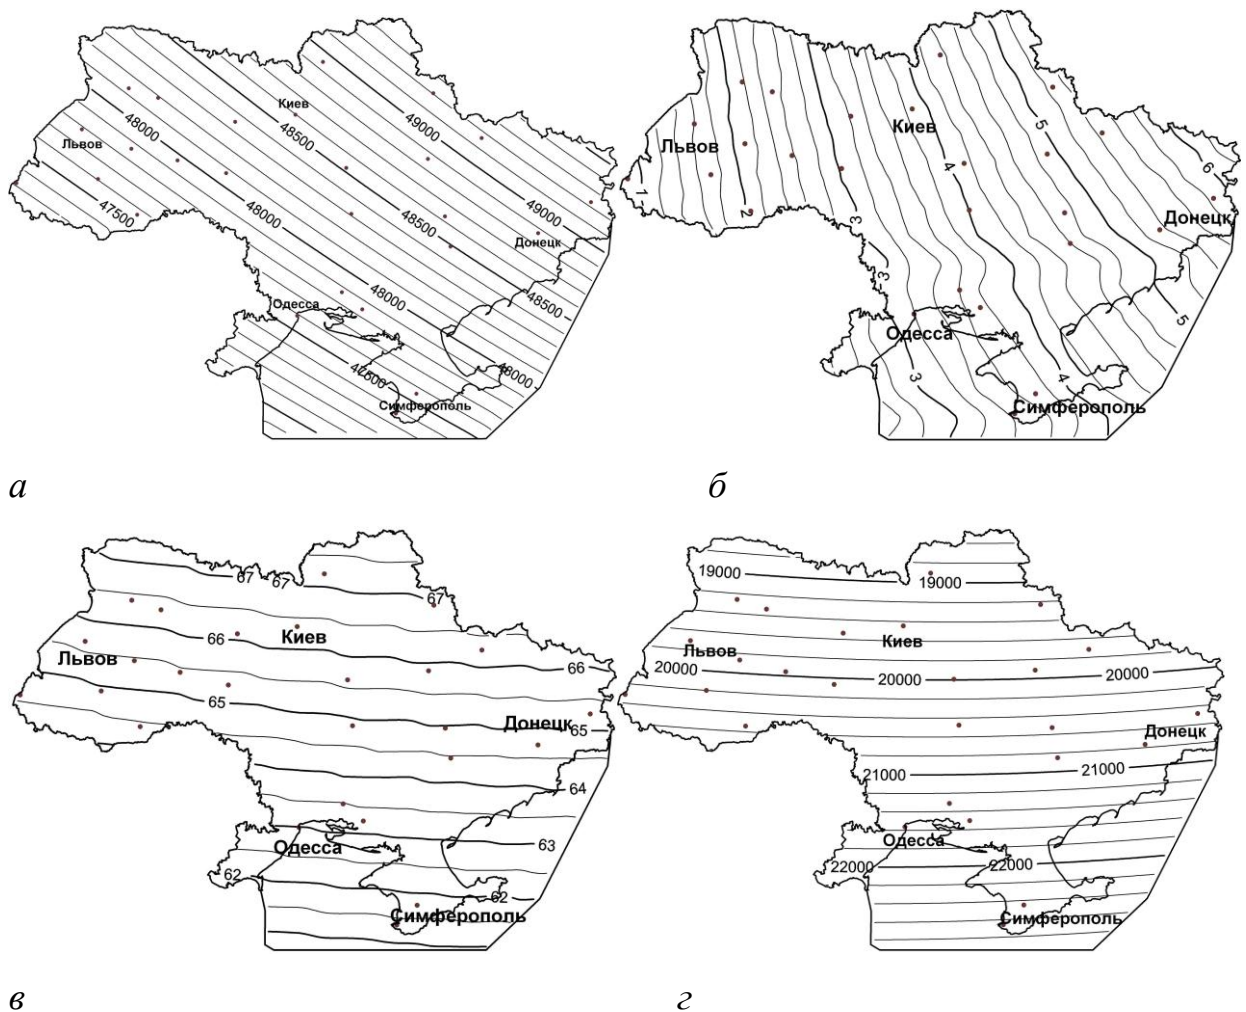 Киев
49000
48000
48500
Львов
47500
48000
48500
49000
Донецк
48000
48500
Одесса
47500
48000
Симферополь
Киев
5
Львов
4
6
1
2
3
Донецк
3
5
Одесса
3
4
Симферополь
а
б
67
67
67
66
Киев
Львов
66
65
Донецк
65
64
Одесса
63
62
62
Симферополь
19000
19000
Киев
Львов
20000
20000
20000
Донецк
21000
21000
Одесса
22000
22000
Симферополь
в
г